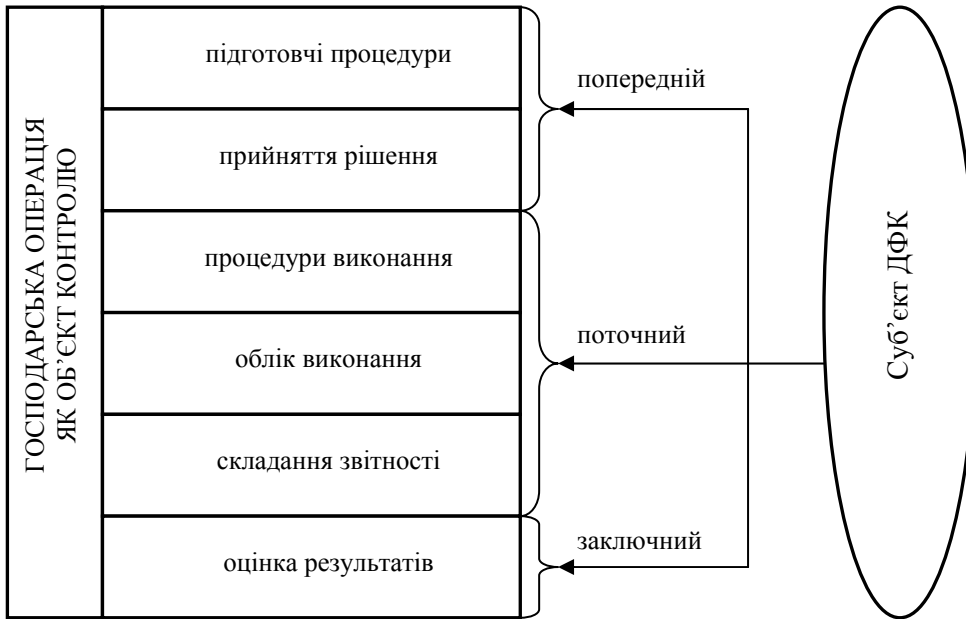 ГОСПОДАРСЬКА ОПЕРАЦІЯ
ЯК ОБ’ЄКТ КОНТРОЛЮ
підготовчі процедури
прийняття рішення
процедури виконання
облік виконання
складання звітності
оцінка результатів
попередній
поточний
заключний
Суб’єкт ДФК